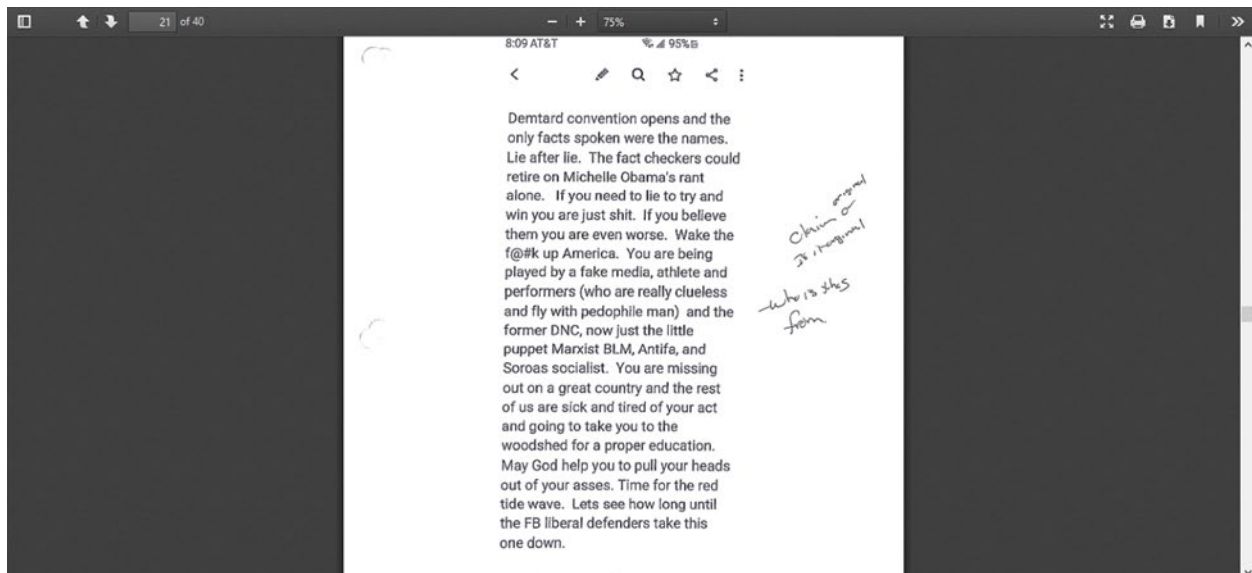 21 of 40
75%
8:09 AT&T 95%
Demtard convention opens and the
only facts spoken were the names.
Lie after lie. The fact checkers could
retire on Michelle Obama's rant
alone. If you need to lie to try and
win you are just shit. If you believe
them you are even worse. Wake the
f@#k up America. You are being
played by a fake media, athlete and
performers (who are really clueless
and fly with pedophile man) and the
former DNC, now just the little
puppet Marxist BLM, Antifa, and
Soroas socialist. You are missing
out on a great country and the rest
of us are sick and tired of your act
and going to take you to the
woodshed for a proper education.
May God help you to pull your heads
out of your asses. Time for the red
tide wave. Lets see how long until
the FB liberal defenders take this
one down.
original
claim or
-who is this
from